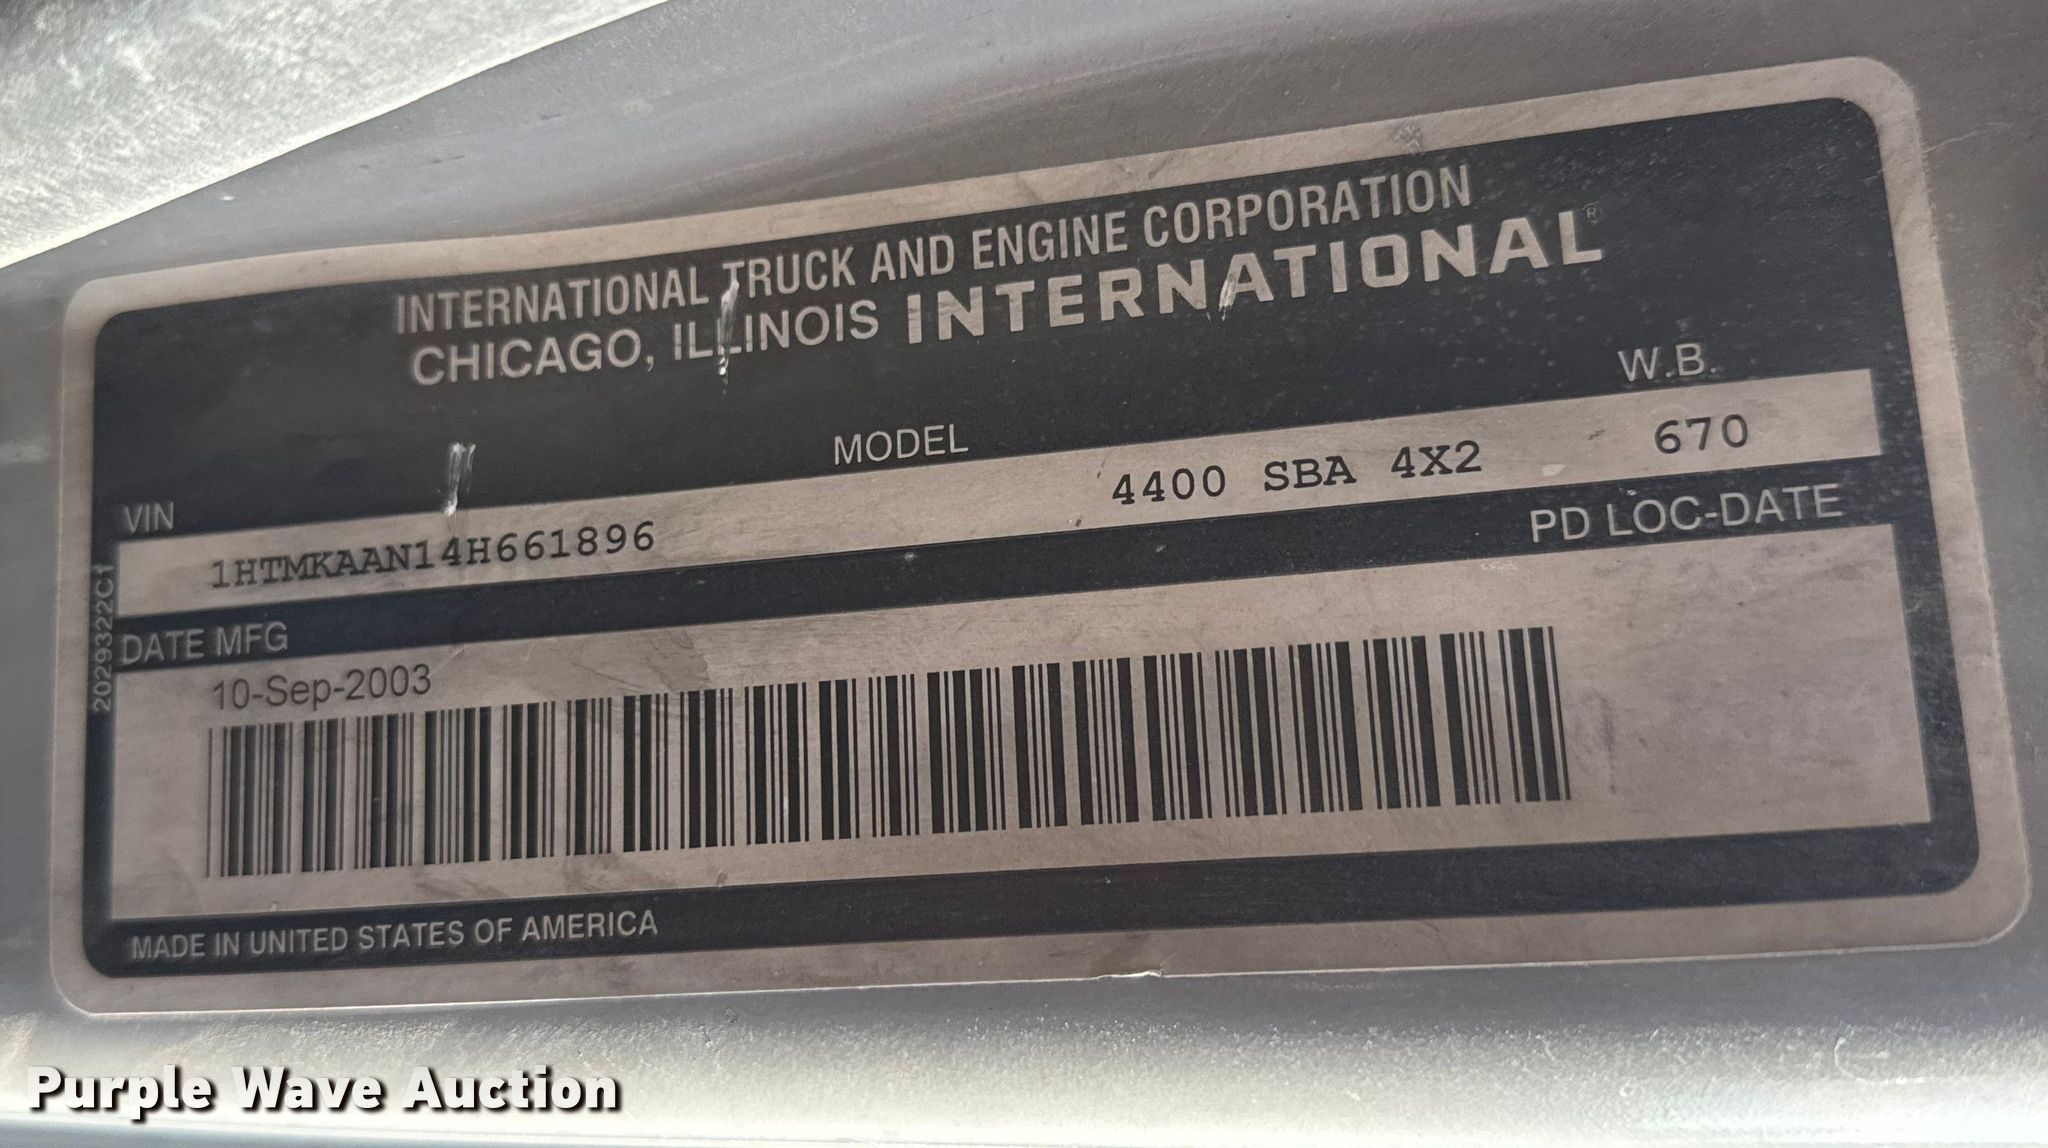 INTERNATIONAL TRUCK AND ENGINE CORPORATION
CHICAGO, ILLINOIS INTERNATIONAL®
VIN MODEL W.B.
1HTMKAAN14H661896 4400 SBA 4X2 670
DATE MFG PD LOC-DATE
10-Sep-2003
2029322C1
MADE IN UNITED STATES OF AMERICA
Purple Wave Auction